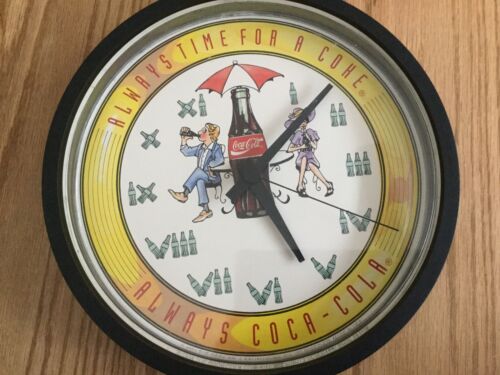 ALWAYS TIME FOR A COKE®
Coca-Cola
ALWAYS COCA-COLA®